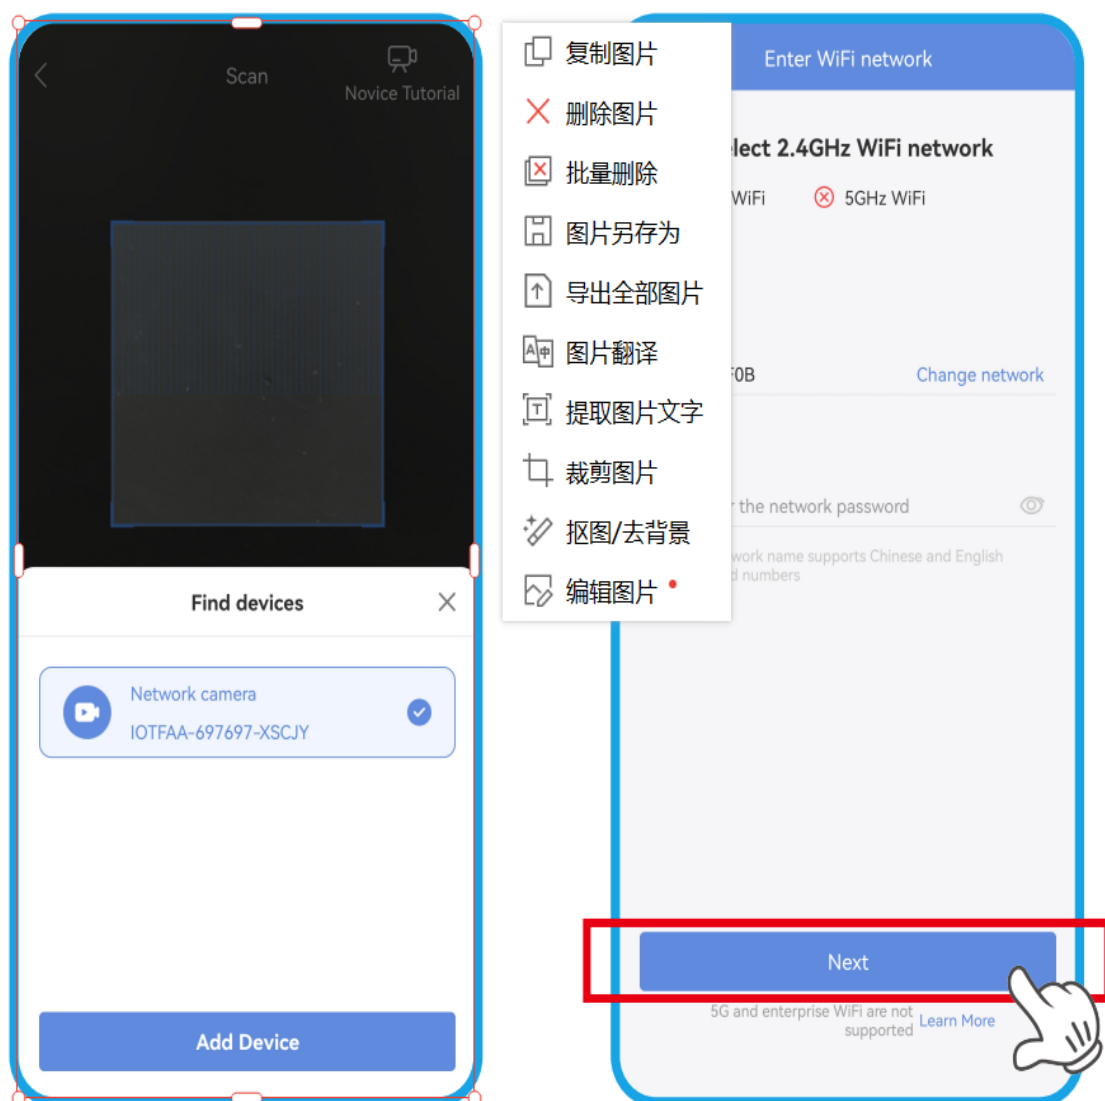 Scan
Novice Tutorial
Find devices
Network camera
IOTFAA-697697-XSCJY
Add Device
复制图片
删除图片
批量删除
图片另存为
导出全部图片
图片翻译
提取图片文字
裁剪图片
抠图/去背景
编辑图片
Enter WiFi network
elect 2.4GHz WiFi network
WiFi
5GHz WiFi
F0B
Change network
the network password
work name supports Chinese and English
d numbers
Next
5G and enterprise WiFi are not
supported
Learn More